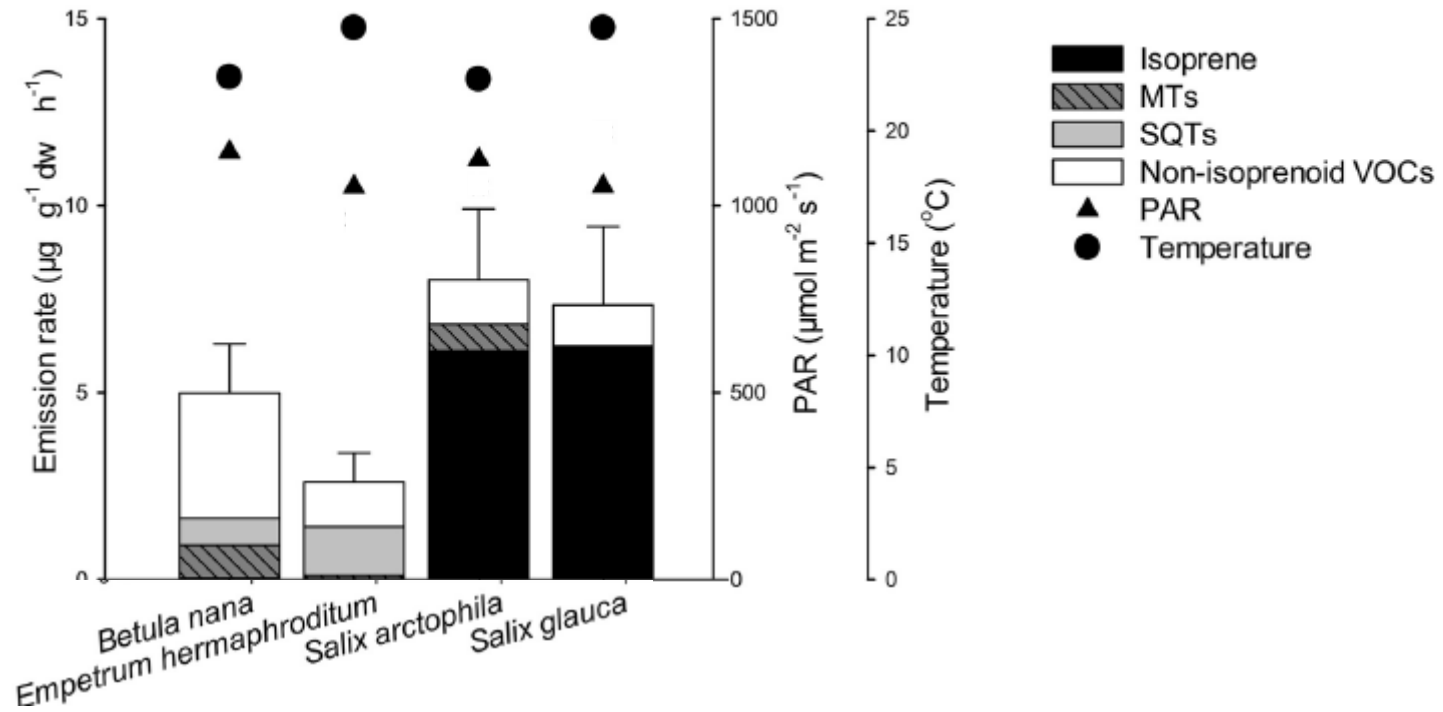 15
10
5
0
Emission rate (µg g⁻¹ dw h⁻¹)
Betula nana
Empetrum hermaphroditum
Salix arctophila
Salix glauca
1500
1000
500
0
PAR (µmol m⁻² s⁻¹)
25
20
15
10
5
0
Temperature (°C)
Isoprene
MTs
SQTs
Non-isoprenoid VOCs
PAR
Temperature